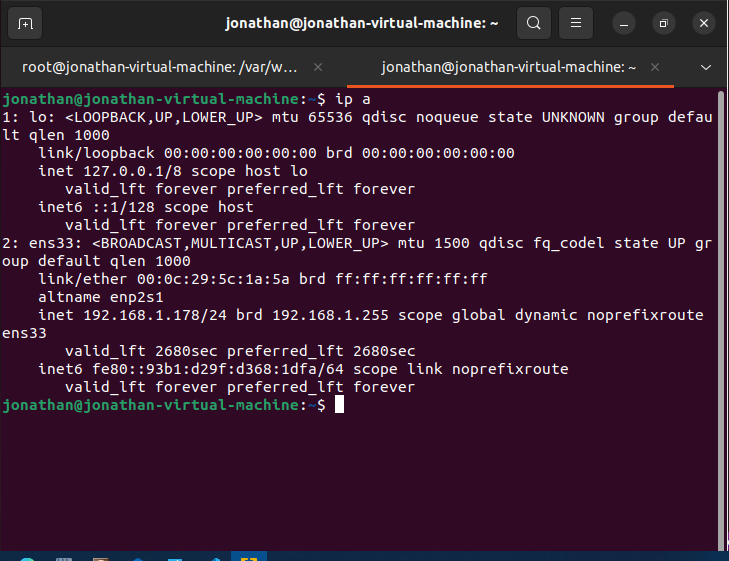 jonathan@jonathan-virtual-machine: ~
root@jonathan-virtual-machine: /var/w...
jonathan@jonathan-virtual-machine: ~
jonathan@jonathan-virtual-machine:~$ ip a
1: lo: <LOOPBACK,UP,LOWER_UP> mtu 65536 qdisc noqueue state UNKNOWN group defau
lt qlen 1000
    link/loopback 00:00:00:00:00:00 brd 00:00:00:00:00:00
    inet 127.0.0.1/8 scope host lo
       valid_lft forever preferred_lft forever
    inet6 ::1/128 scope host
       valid_lft forever preferred_lft forever
2: ens33: <BROADCAST,MULTICAST,UP,LOWER_UP> mtu 1500 qdisc fq_codel state UP gr
oup default qlen 1000
    link/ether 00:0c:29:5c:1a:5a brd ff:ff:ff:ff:ff:ff
    altname enp2s1
    inet 192.168.1.178/24 brd 192.168.1.255 scope global dynamic noprefixroute
ens33
       valid_lft 2680sec preferred_lft 2680sec
    inet6 fe80::93b1:d29f:d368:1dfa/64 scope link noprefixroute
       valid_lft forever preferred_lft forever
jonathan@jonathan-virtual-machine:~$